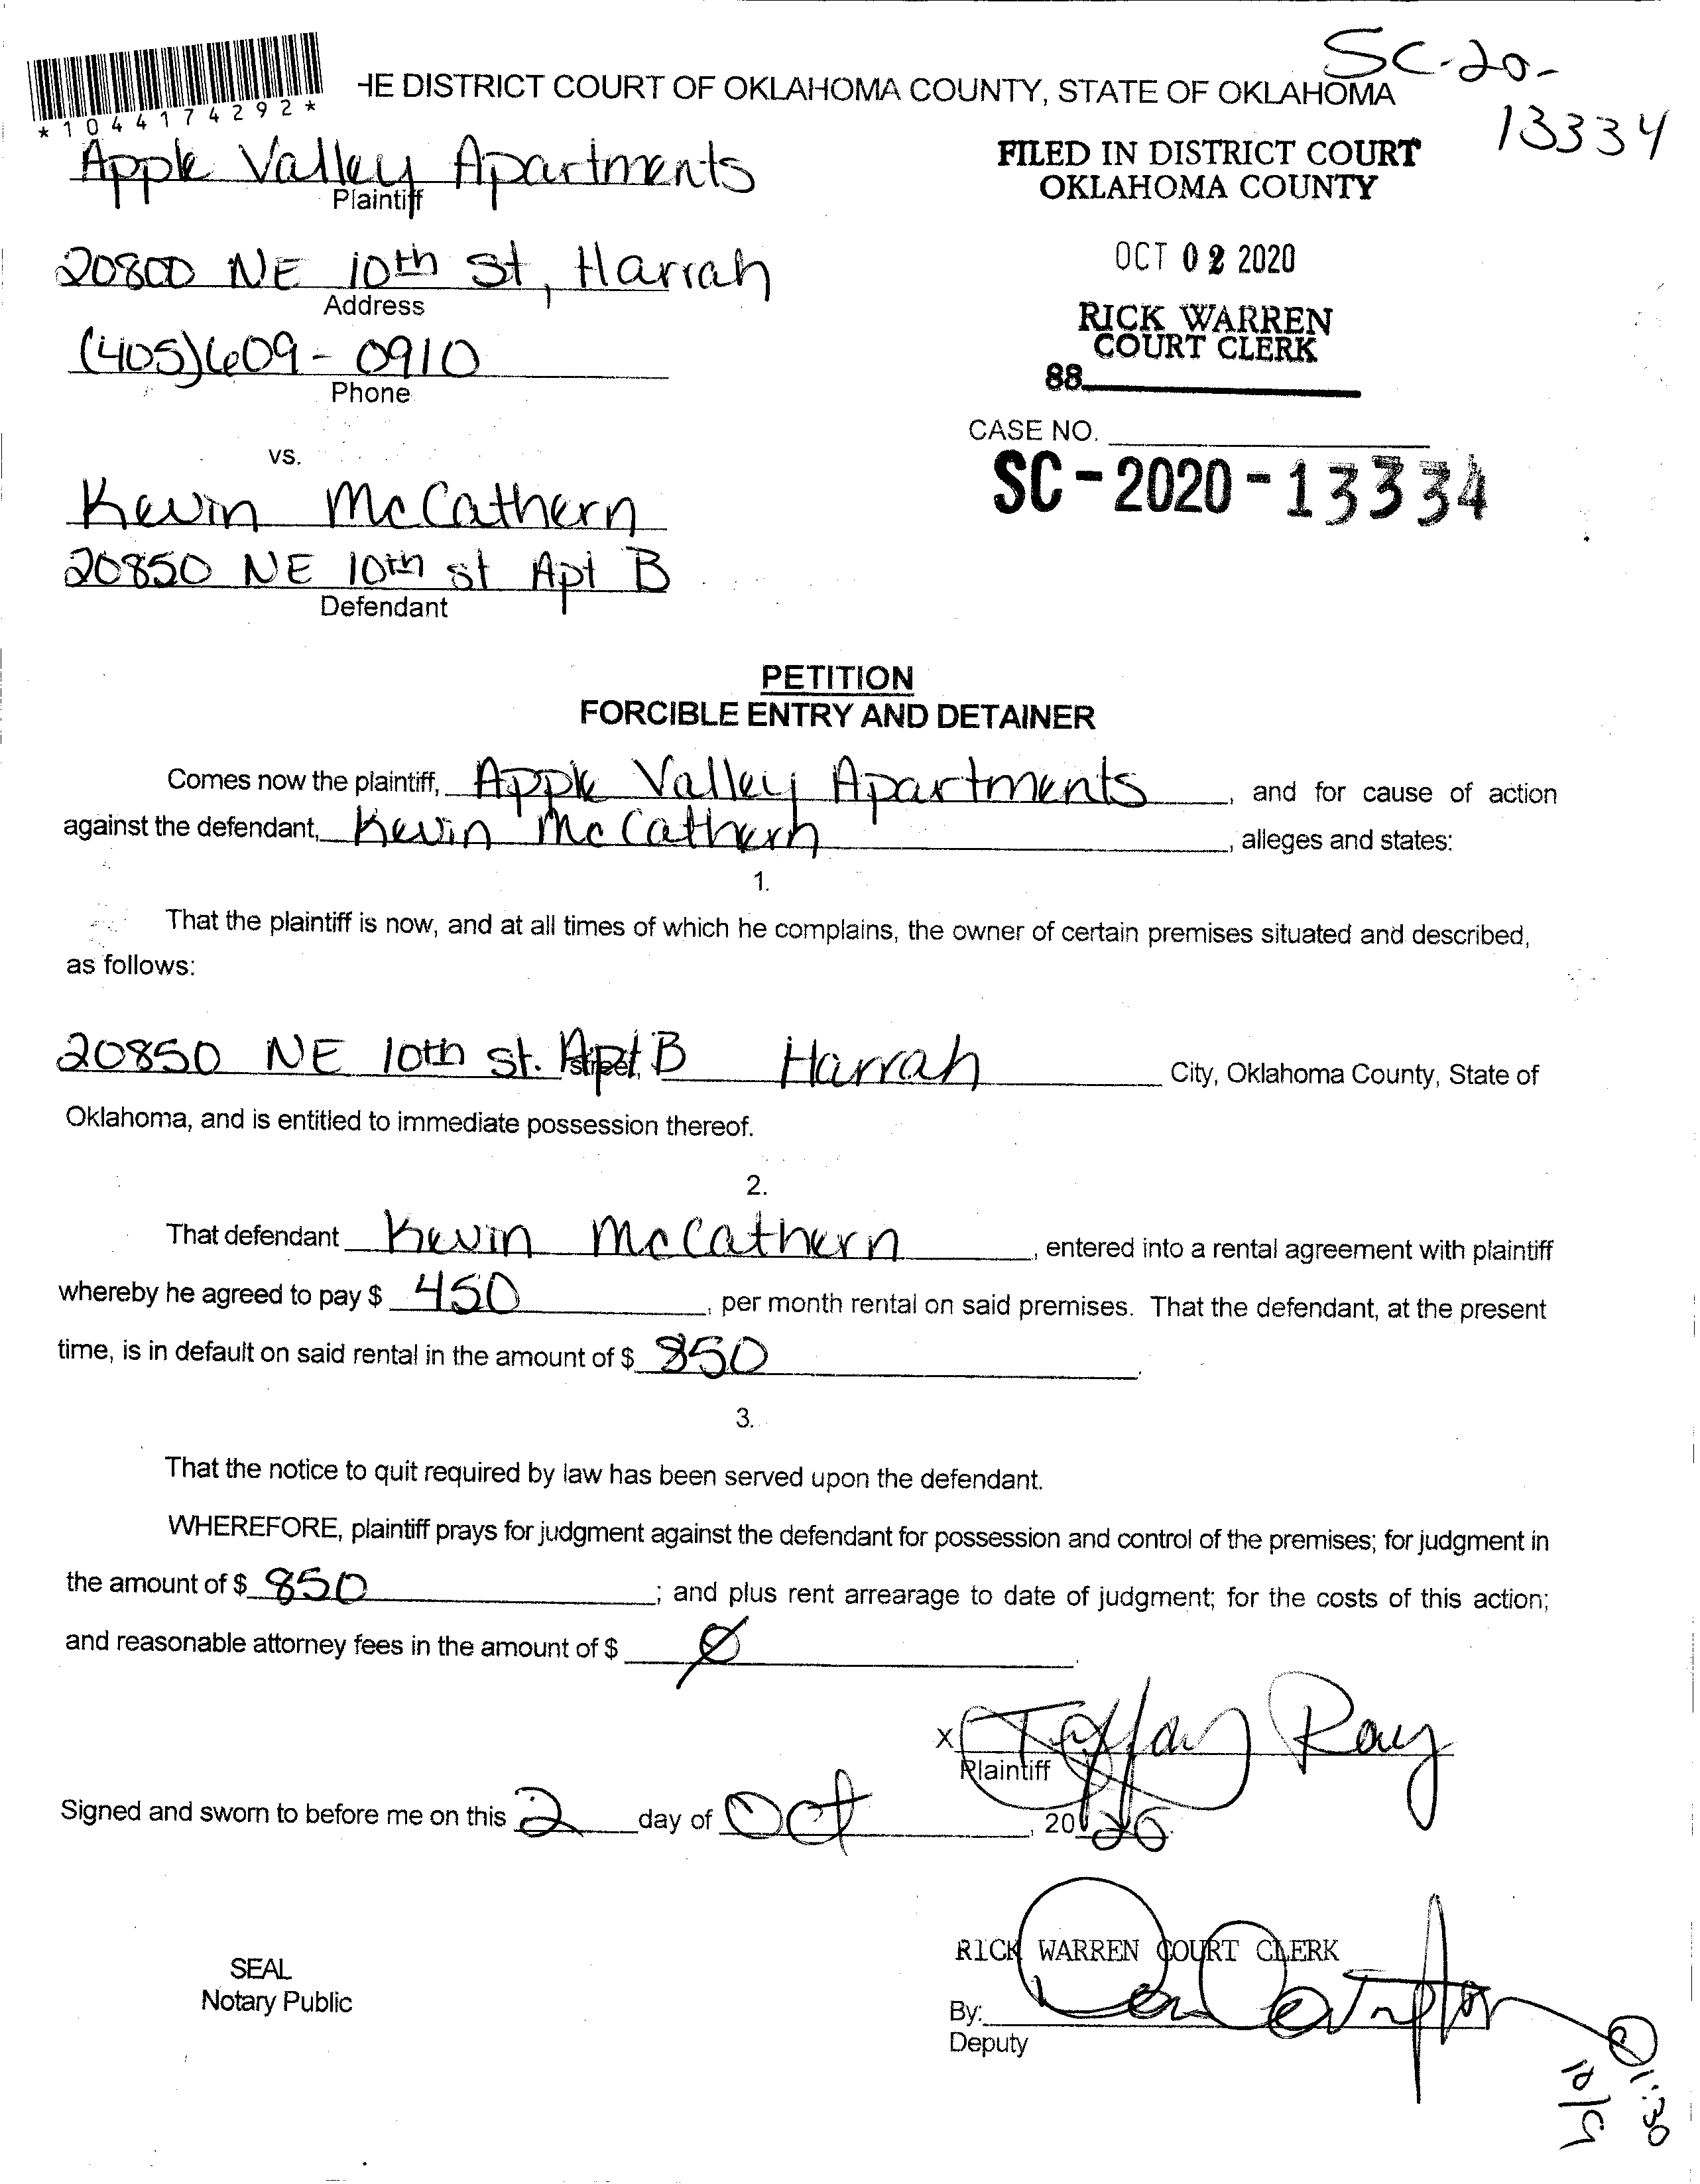 SC-20-
13334
*1044174292*
HE DISTRICT COURT OF OKLAHOMA COUNTY, STATE OF OKLAHOMA
Apple Valley Apartments
Plaintiff
FILED IN DISTRICT COURT
OKLAHOMA COUNTY
20800 NE 10th St, Harrah
Address
OCT 02 2020
(405)609-0910
Phone
RICK WARREN
COURT CLERK
88
CASE NO.
SC-2020-13334
vs.
Kevin McCathern
20850 NE 10th st Apt B
Defendant
PETITION
FORCIBLE ENTRY AND DETAINER
Comes now the plaintiff, Apple Valley Apartments, and for cause of action
against the defendant, Kevin McCathern, alleges and states:
1.
That the plaintiff is now, and at all times of which he complains, the owner of certain premises situated and described,
as follows:
20850 NE 10th St. Apt B Harrah City, Oklahoma County, State of
Street,
Oklahoma, and is entitled to immediate possession thereof.
2.
That defendant Kevin McCathern, entered into a rental agreement with plaintiff
whereby he agreed to pay $ 450, per month rental on said premises. That the defendant, at the present
time, is in default on said rental in the amount of $ 850.
3.
That the notice to quit required by law has been served upon the defendant.
WHEREFORE, plaintiff prays for judgment against the defendant for possession and control of the premises; for judgment in
the amount of $ 850; and plus rent arrearage to date of judgment; for the costs of this action;
and reasonable attorney fees in the amount of $ Ø.
X Ray
Plaintiff
Signed and sworn to before me on this 2 day of Oct, 2020.
RICK WARREN COURT CLERK
SEAL
Notary Public
By:
Deputy
1:30